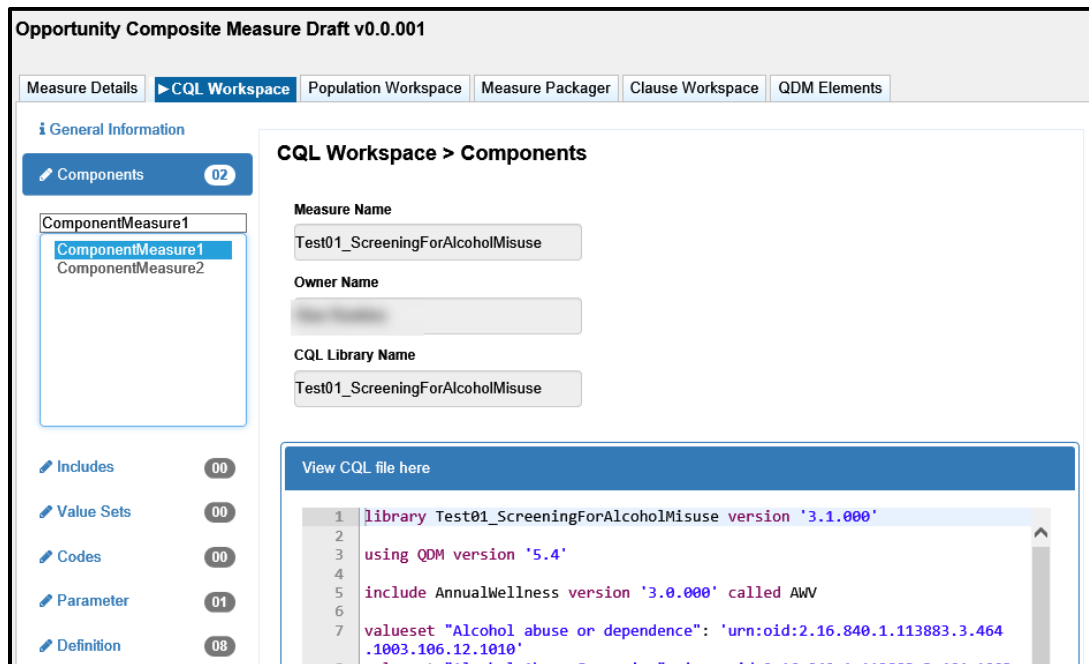 Opportunity Composite Measure Draft v0.0.001
Measure Details ▶CQL Workspace Population Workspace Measure Packager Clause Workspace QDM Elements
i General Information
Components 02
ComponentMeasure1
ComponentMeasure1
ComponentMeasure2
Includes 00
Value Sets 00
Codes 00
Parameter 01
Definition 08
CQL Workspace > Components
Measure Name
Test01_ScreeningForAlcoholMisuse
Owner Name
CQL Library Name
Test01_ScreeningForAlcoholMisuse
View CQL file here
1 library Test01_ScreeningForAlcoholMisuse version '3.1.000'
2
3 using QDM version '5.4'
4
5 include AnnualWellness version '3.0.000' called AWV
6
7 valueset "Alcohol abuse or dependence": 'urn:oid:2.16.840.1.113883.3.464
.1003.106.12.1010'